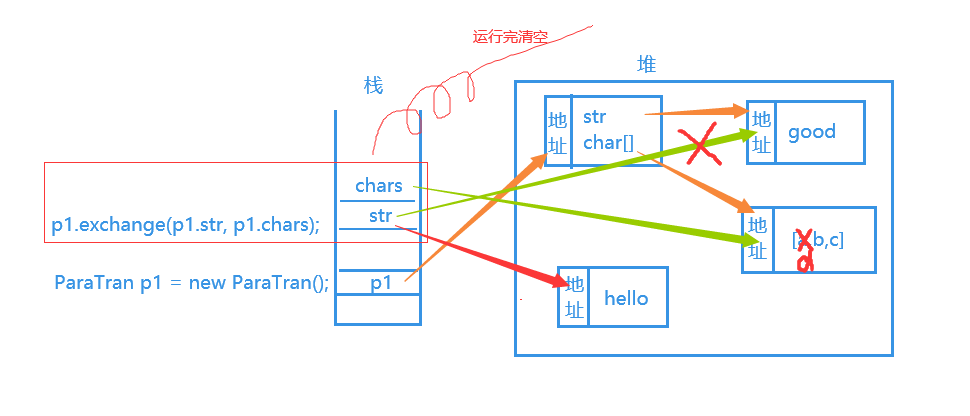 运行完清空
栈
堆
地址
str
char[]
地址
good
chars
str
p1.exchange(p1.str, p1.chars);
地址
[a,b,c]
d
ParaTran p1 = new ParaTran();
p1
地址
hello